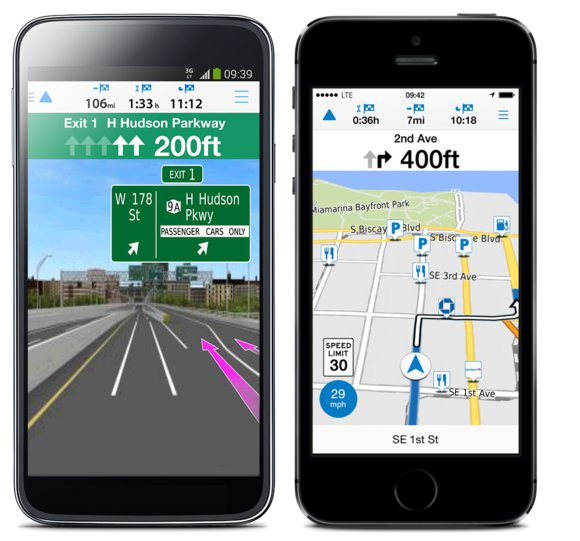 3G 09:39
106mi 1:33h 11:12
Exit 1 H Hudson Parkway
200ft
EXIT 1
W 178 St
9A H Hudson Pkwy
PASSENGER CARS ONLY
LTE 09:42
0:36h 7mi 10:18
2nd Ave
400ft
Miamarina Bayfront Park
S Biscay Blvd
S Biscayne Blvd
P
P
P
SE 3rd Ave
SPEED LIMIT 30
29 mph
SE 1st Ave
SE 1st St